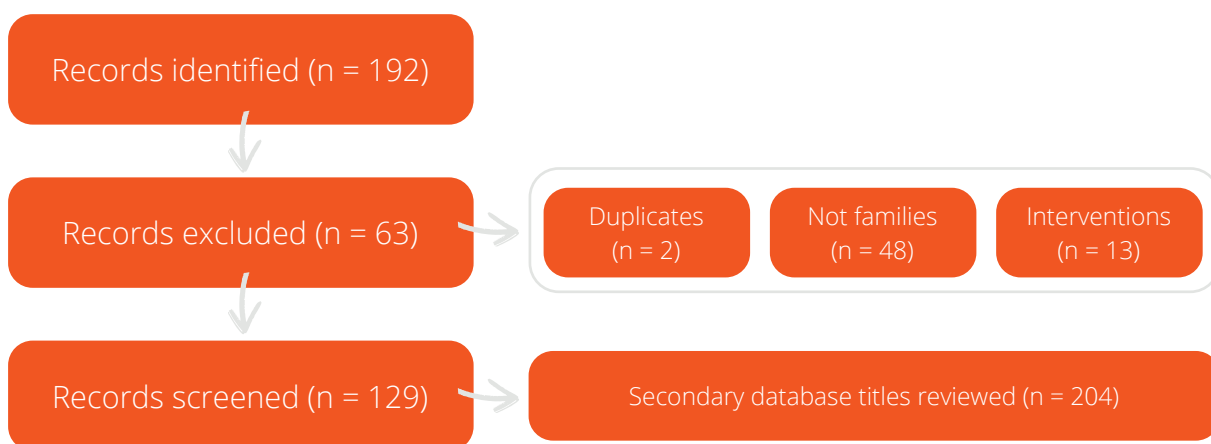 Records identified (n = 192)
Records excluded (n = 63)
Duplicates
(n = 2)
Not families
(n = 48)
Interventions
(n = 13)
Records screened (n = 129)
Secondary database titles reviewed (n = 204)